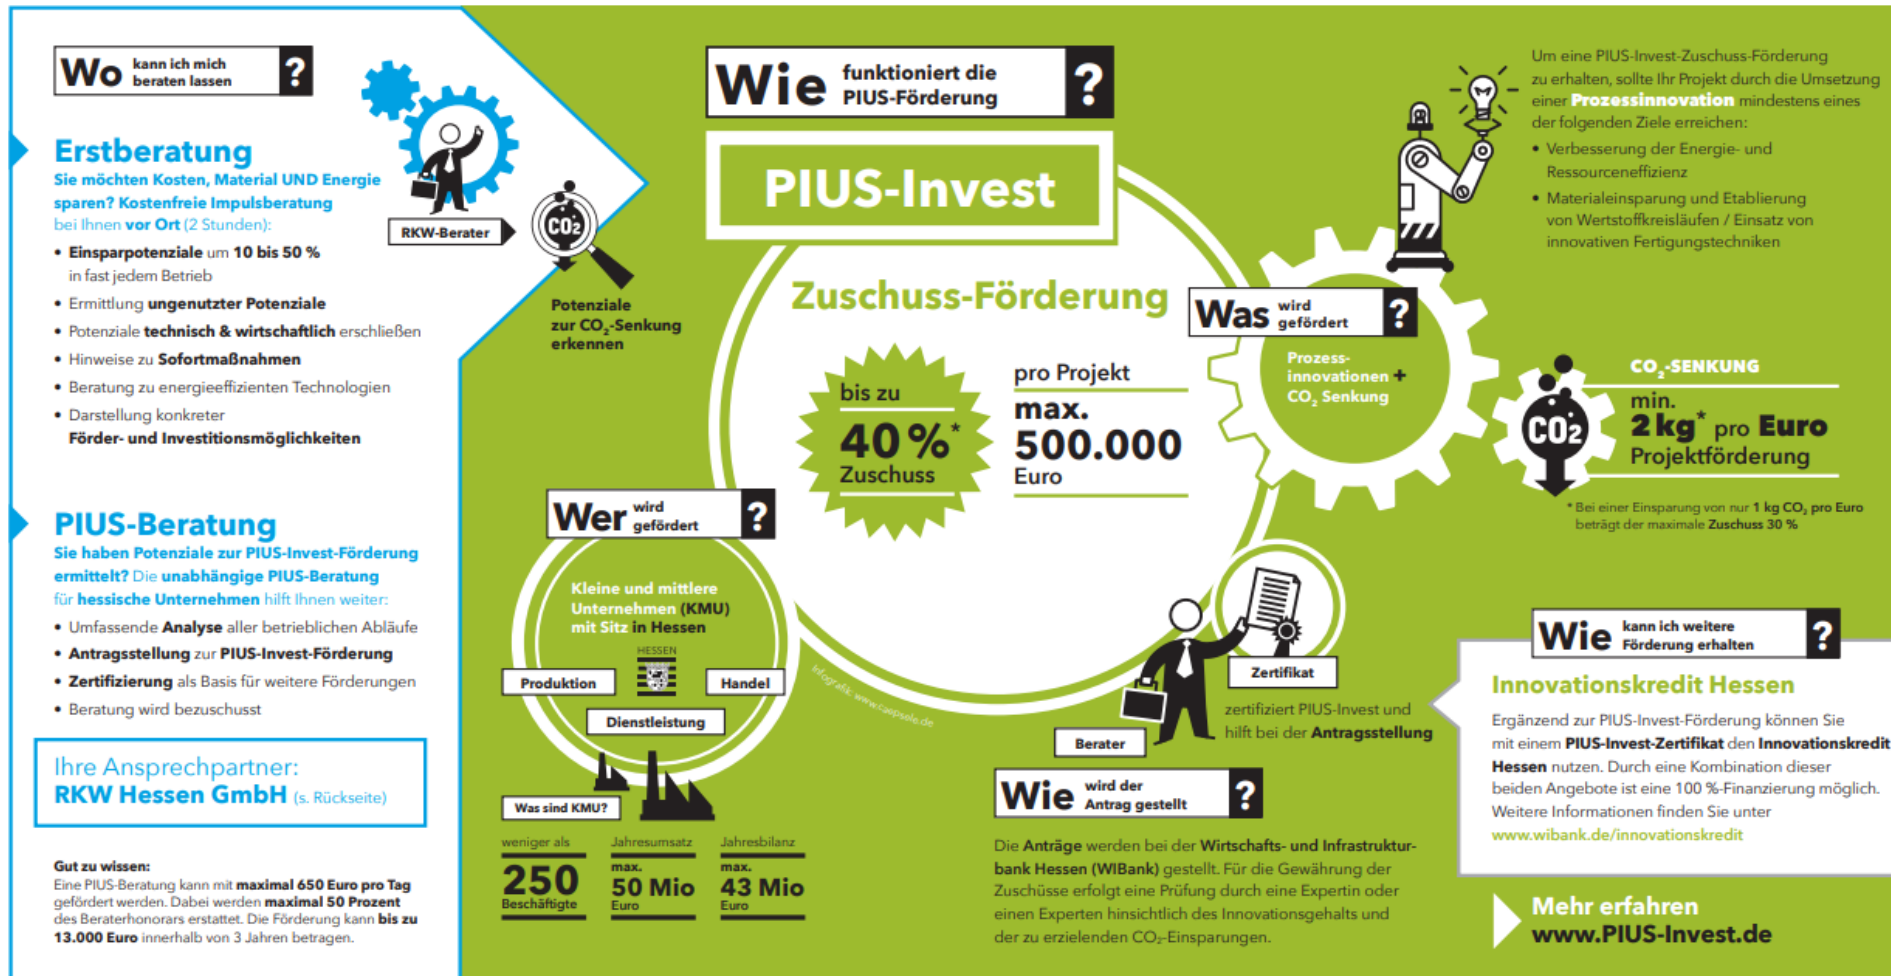 Wo kann ich mich
beraten lassen ?
Erstberatung
Sie möchten Kosten, Material UND Energie
sparen? Kostenfreie Impulsberatung
bei Ihnen vor Ort (2 Stunden):
• Einsparpotenziale um 10 bis 50 %
in fast jedem Betrieb
• Ermittlung ungenutzter Potenziale
• Potenziale technisch & wirtschaftlich erschließen
• Hinweise zu Sofortmaßnahmen
• Beratung zu energieeffizienten Technologien
• Darstellung konkreter
Förder- und Investitionsmöglichkeiten
PIUS-Beratung
Sie haben Potenziale zur PIUS-Invest-Förderung
ermittelt? Die unabhängige PIUS-Beratung
für hessische Unternehmen hilft Ihnen weiter:
• Umfassende Analyse aller betrieblichen Abläufe
• Antragsstellung zur PIUS-Invest-Förderung
• Zertifizierung als Basis für weitere Förderungen
• Beratung wird bezuschusst
Ihre Ansprechpartner:
RKW Hessen GmbH (s. Rückseite)
Gut zu wissen:
Eine PIUS-Beratung kann mit maximal 650 Euro pro Tag
gefördert werden. Dabei werden maximal 50 Prozent
des Beraterhonorars erstattet. Die Förderung kann bis zu
13.000 Euro innerhalb von 3 Jahren betragen.
RKW-Berater
CO2
Potenziale
zur CO₂-Senkung
erkennen
Wie funktioniert die
PIUS-Förderung ?
PIUS-Invest
Zuschuss-Förderung
bis zu
40 %*
Zuschuss
pro Projekt
max.
500.000
Euro
Wer wird
gefördert ?
Kleine und mittlere
Unternehmen (KMU)
mit Sitz in Hessen
HESSEN
Produktion
Handel
Dienstleistung
Infografik: www.caepsele.de
Was sind KMU?
weniger als
250
Beschäftigte
Jahresumsatz
max.
50 Mio
Euro
Jahresbilanz
max.
43 Mio
Euro
Was wird
gefördert ?
Prozess-
innovationen +
CO₂ Senkung
Um eine PIUS-Invest-Zuschuss-Förderung
zu erhalten, sollte Ihr Projekt durch die Umsetzung
einer Prozessinnovation mindestens eines
der folgenden Ziele erreichen:
• Verbesserung der Energie- und
Ressourceneffizienz
• Materialeinsparung und Etablierung
von Wertstoffkreisläufen / Einsatz von
innovativen Fertigungstechniken
CO2
CO₂-SENKUNG
min.
2 kg* pro Euro
Projektförderung
* Bei einer Einsparung von nur 1 kg CO₂ pro Euro
beträgt der maximale Zuschuss 30 %
Zertifikat
zertifiziert PIUS-Invest und
hilft bei der Antragsstellung
Berater
Wie wird der
Antrag gestellt ?
Die Anträge werden bei der Wirtschafts- und Infrastruktur-
bank Hessen (WIBank) gestellt. Für die Gewährung der
Zuschüsse erfolgt eine Prüfung durch eine Expertin oder
einen Experten hinsichtlich des Innovationsgehalts und
der zu erzielenden CO₂-Einsparungen.
Wie kann ich weitere
Förderung erhalten ?
Innovationskredit Hessen
Ergänzend zur PIUS-Invest-Förderung können Sie
mit einem PIUS-Invest-Zertifikat den Innovationskredit
Hessen nutzen. Durch eine Kombination dieser
beiden Angebote ist eine 100 %-Finanzierung möglich.
Weitere Informationen finden Sie unter
www.wibank.de/innovationskredit
Mehr erfahren
www.PIUS-Invest.de